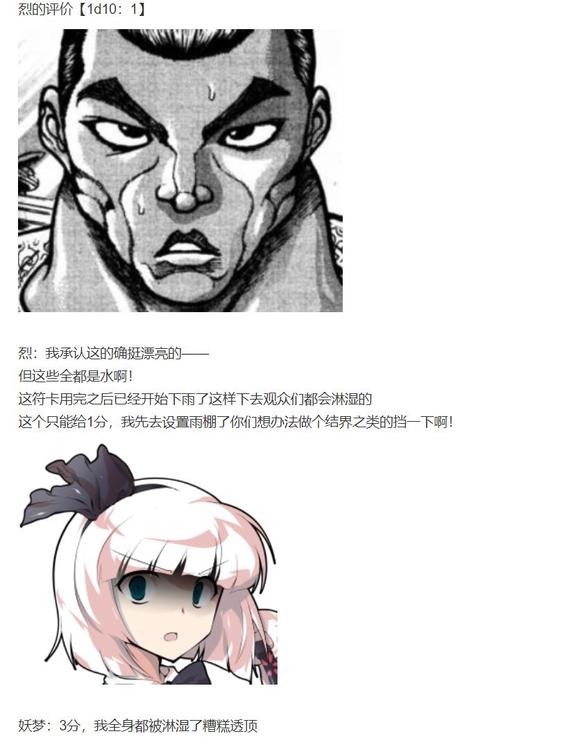 烈的评价【1d10：1】
烈：我承认这的确挺漂亮的——
但这些全都是水啊！
这符卡用完之后已经开始下雨了这样下去观众们都会淋湿的
这个只能给1分，我先去设置雨棚了你们想办法做个结界之类的挡一下啊！
妖梦：3分，我全身都被淋湿了糟糕透顶